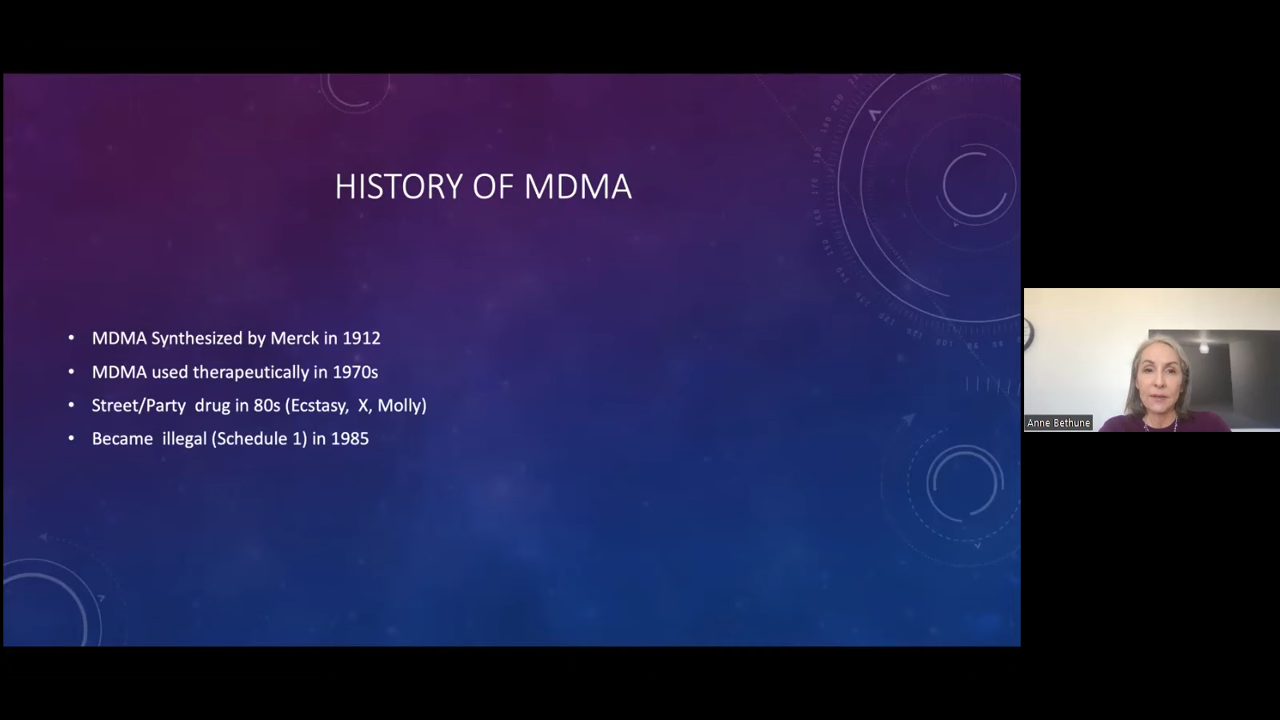 HISTORY OF MDMA
• MDMA Synthesized by Merck in 1912
• MDMA used therapeutically in 1970s
• Street/Party drug in 80s (Ecstasy, X, Molly)
• Became illegal (Schedule 1) in 1985
Anne Bethune